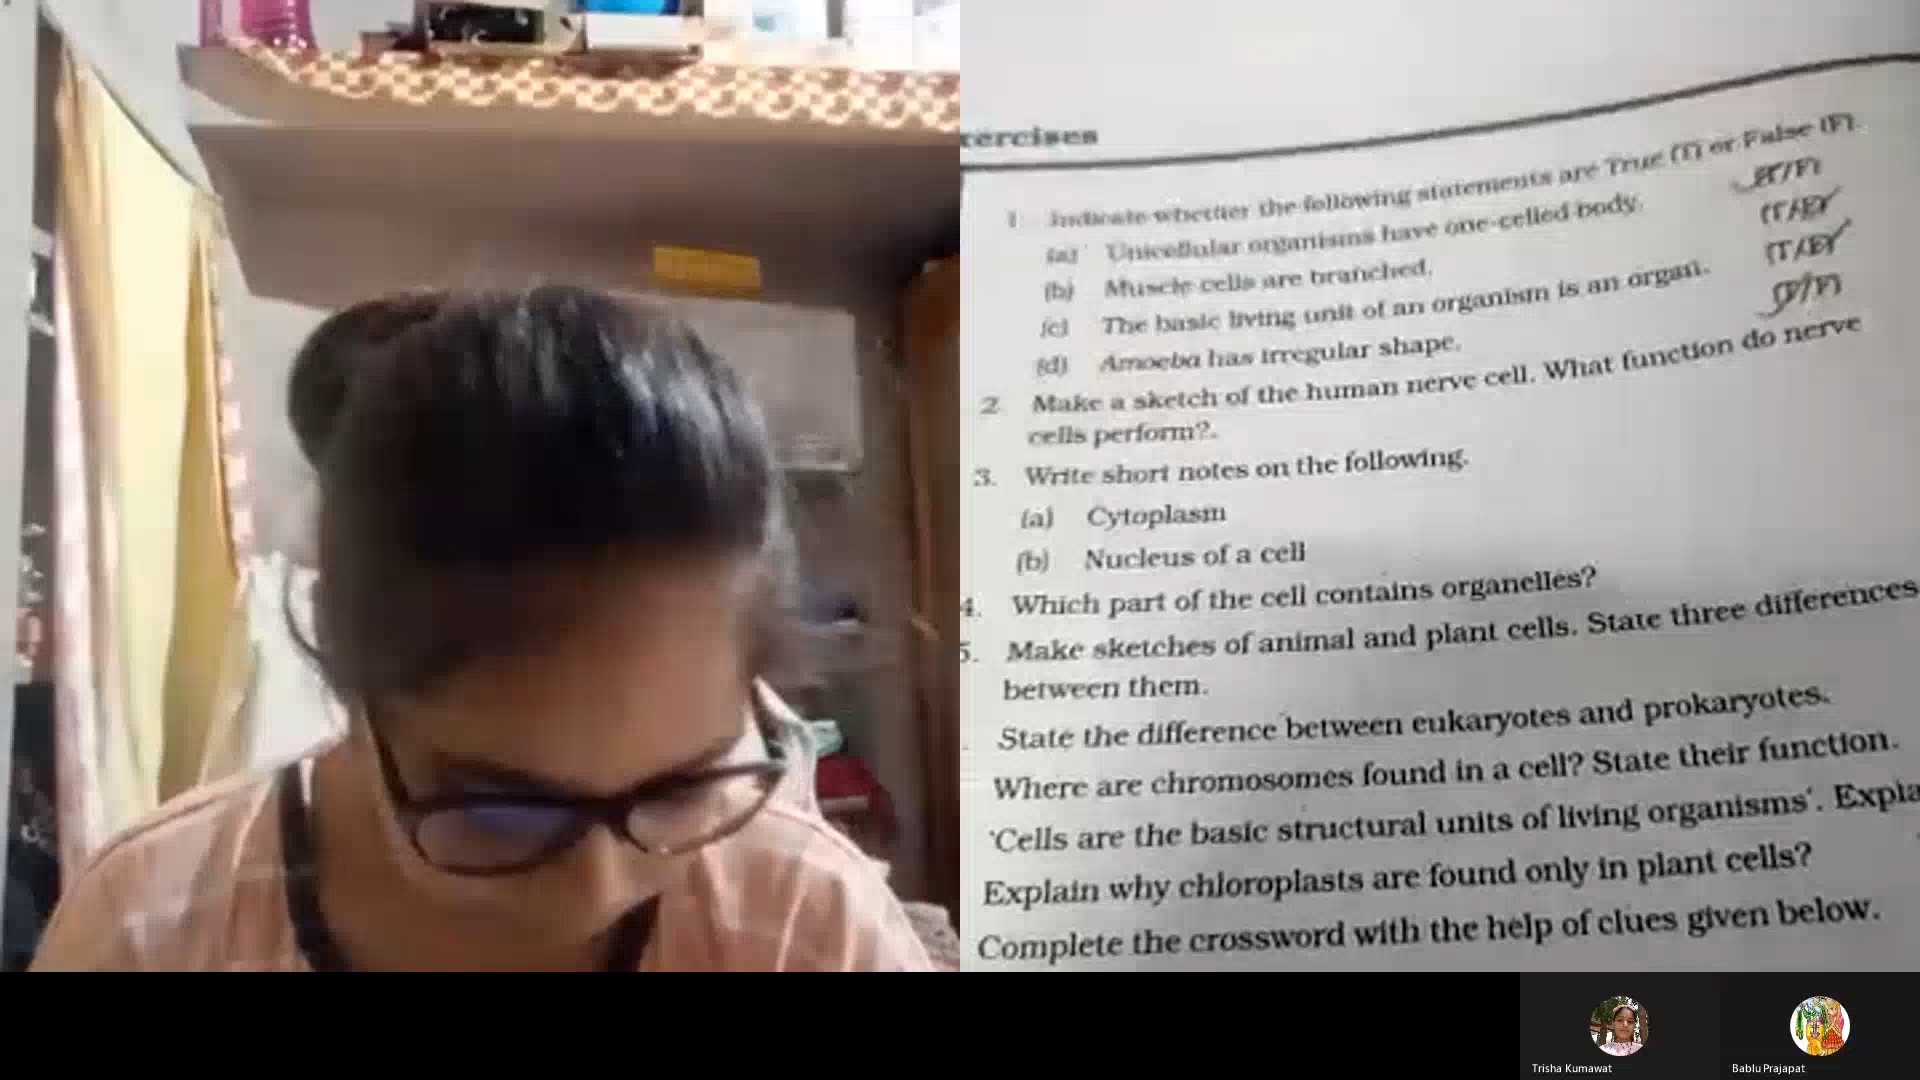 ercises
1. Indicate whether the following statements are True (T) or False (F).
(a) Unicellular organisms have one-celled body. (T/F)
(b) Muscle cells are branched. (T/F)
(c) The basic living unit of an organism is an organ. (T/F)
(d) Amoeba has irregular shape. (T/F)
2. Make a sketch of the human nerve cell. What function do nerve
cells perform?.
3. Write short notes on the following.
(a) Cytoplasm
(b) Nucleus of a cell
4. Which part of the cell contains organelles?
5. Make sketches of animal and plant cells. State three differences
between them.
. State the difference between eukaryotes and prokaryotes.
Where are chromosomes found in a cell? State their function.
'Cells are the basic structural units of living organisms'. Expla
Explain why chloroplasts are found only in plant cells?
Complete the crossword with the help of clues given below.
Trisha Kumawat
Bablu Prajapat